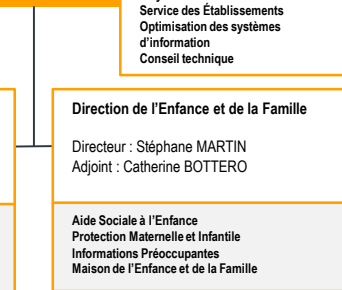 Service des Établissements
Optimisation des systèmes
d'information
Conseil technique
Direction de l'Enfance et de la Famille
Directeur : Stéphane MARTIN
Adjoint : Catherine BOTTERO
Aide Sociale à l'Enfance
Protection Maternelle et Infantile
Informations Préoccupantes
Maison de l'Enfance et de la Famille